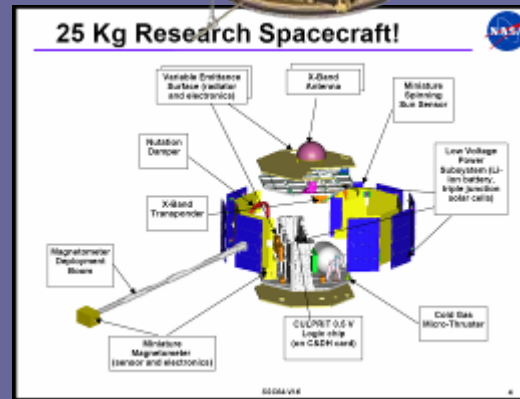 25 Kg Research Spacecraft!
NASA
Variable Emittance
Surface (radiator
and electronics)
X-Band
Antenna
Miniature
Spinning
Sun Sensor
Nutation
Damper
Low Voltage
Power
Subsystem (Li-
Ion battery,
triple junction
solar cells)
X-Band
Transponder
Magnetometer
Deployment
Boom
Miniature
Magnetometer
(sensor and electronics)
CULPRIT 0.5 V
Logic chip
(on C&DH card)
Cold Gas
Micro-Thruster